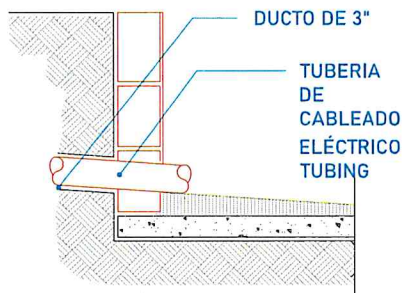 DUCTO DE 3"
TUBERIA
DE
CABLEADO
ELÉCTRICO
TUBING